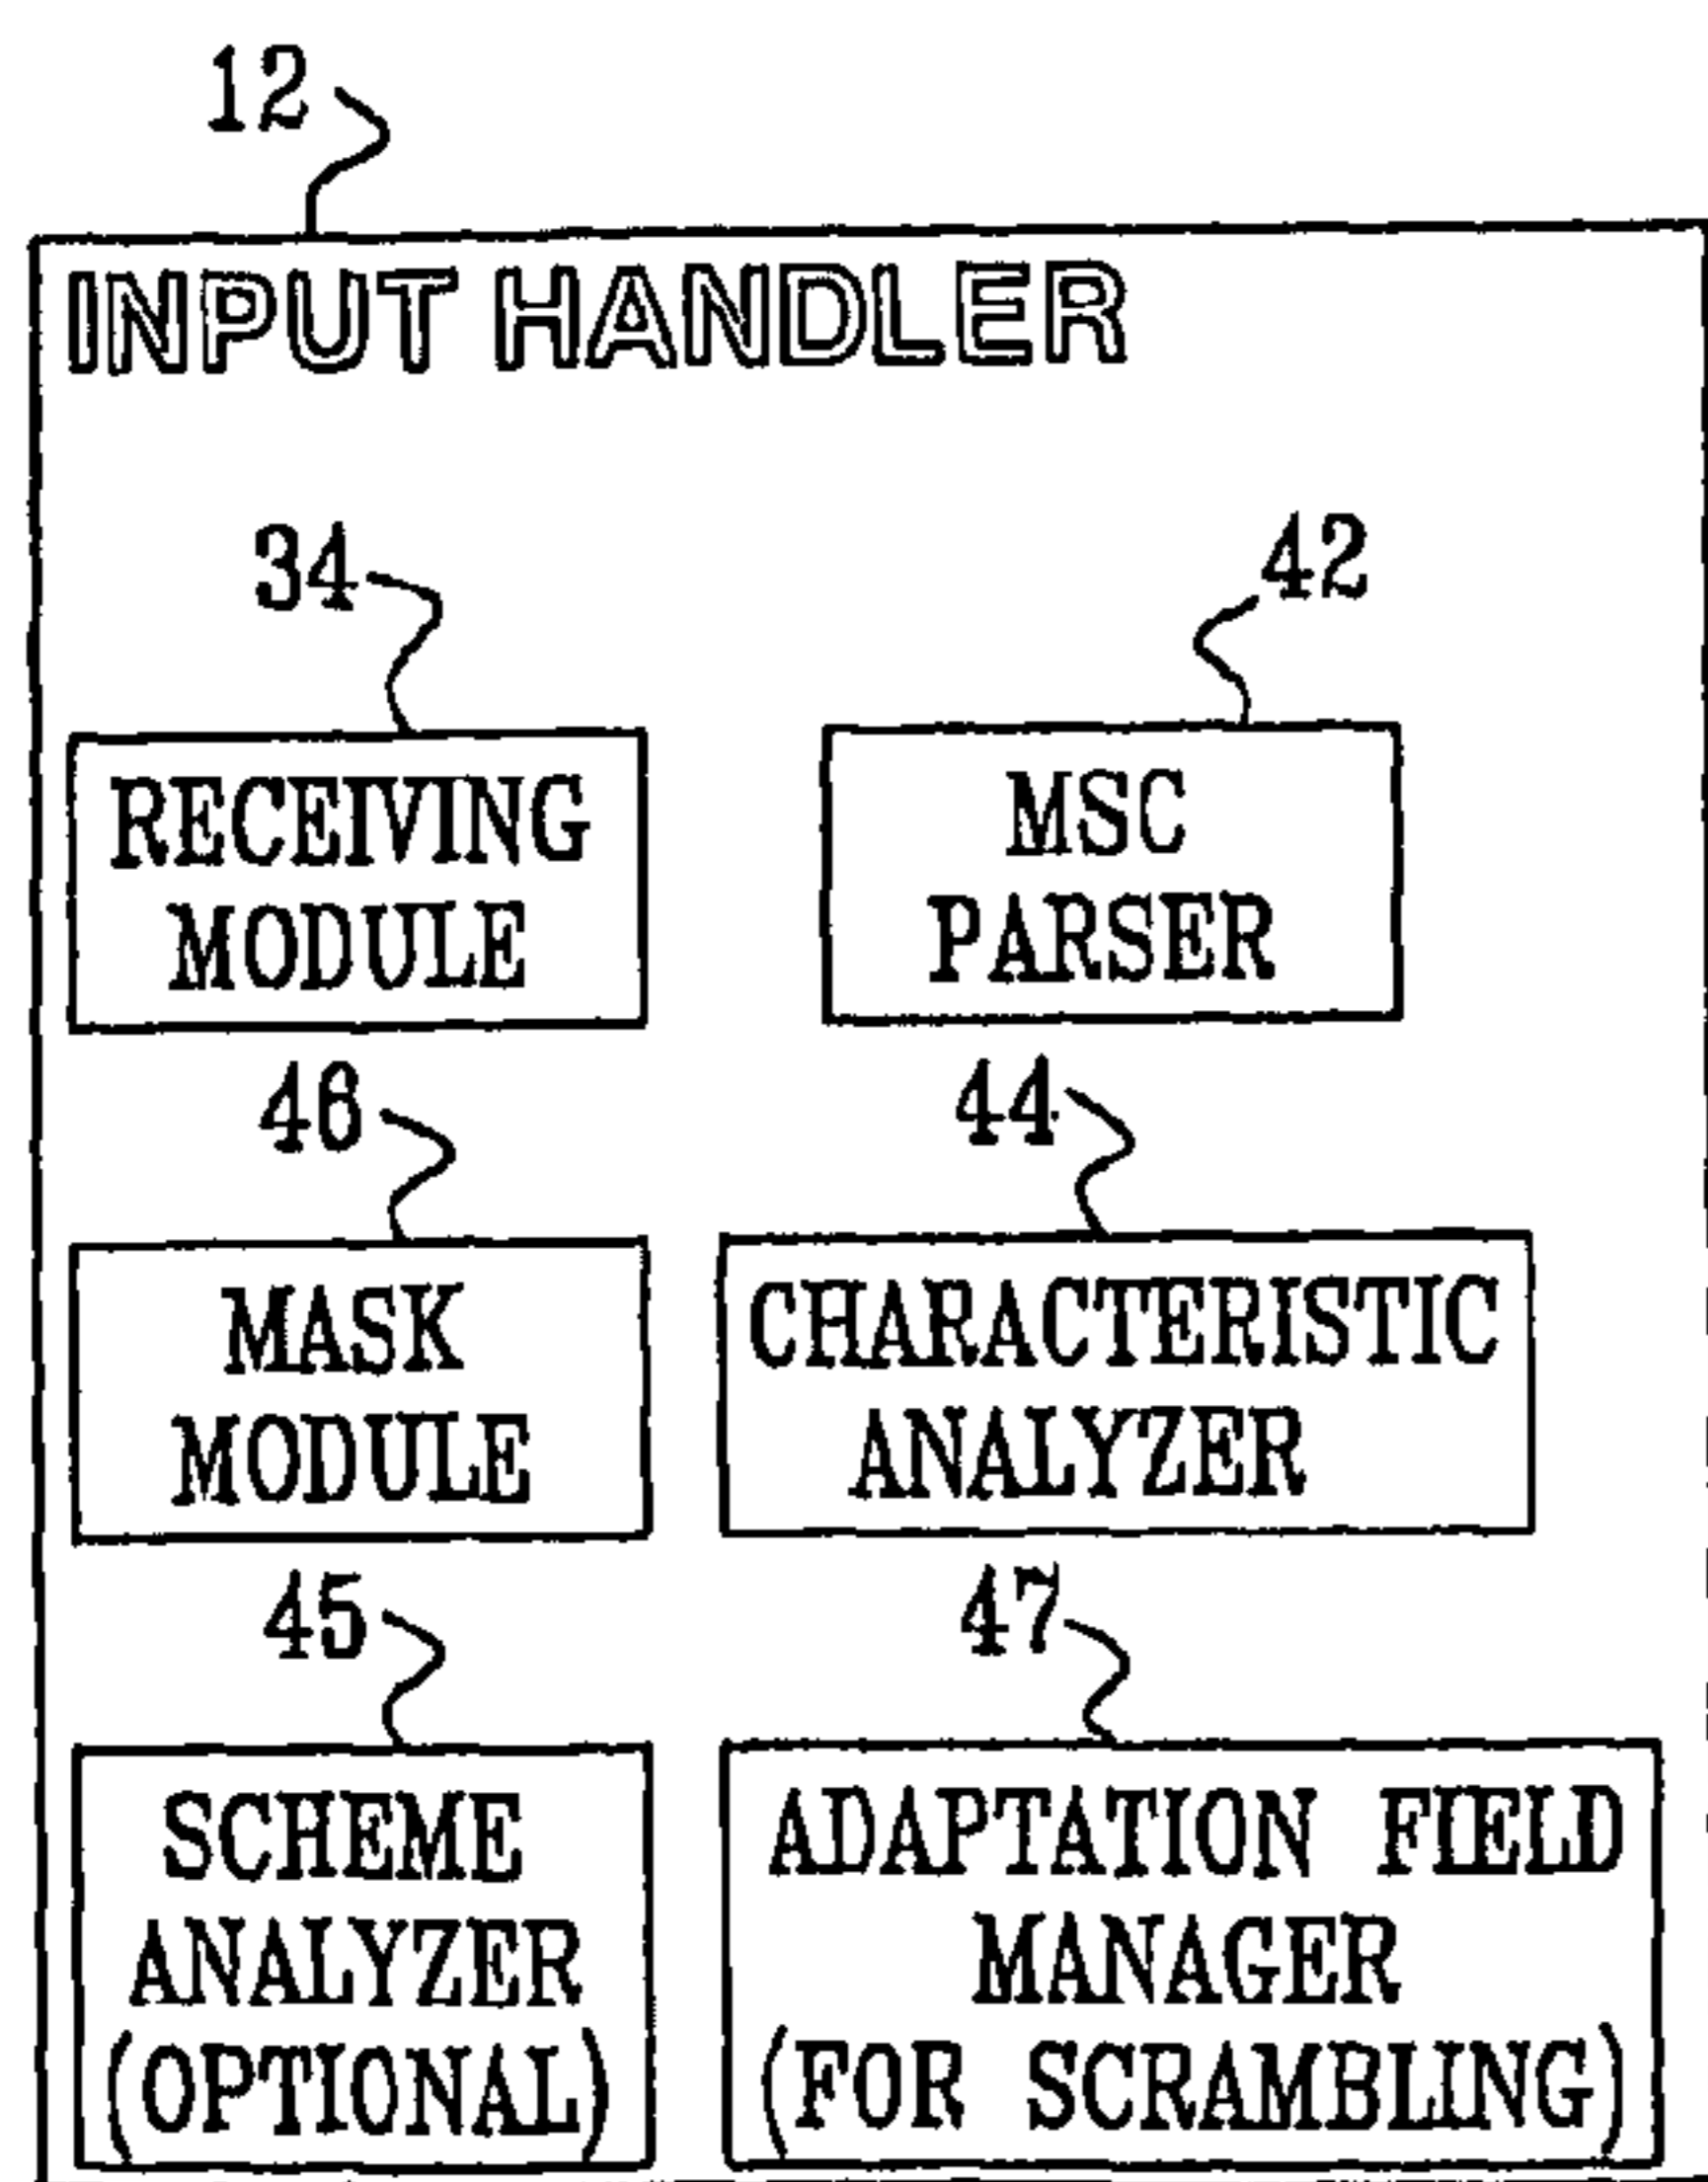 12
INPUT HANDLER
34
42
RECEIVING
MODULE
MSC
PARSER
46
44
MASK
MODULE
CHARACTERISTIC
ANALYZER
45
47
SCHEME
ANALYZER
(OPTIONAL)
ADAPTATION FIELD
MANAGER
(FOR SCRAMBLING)